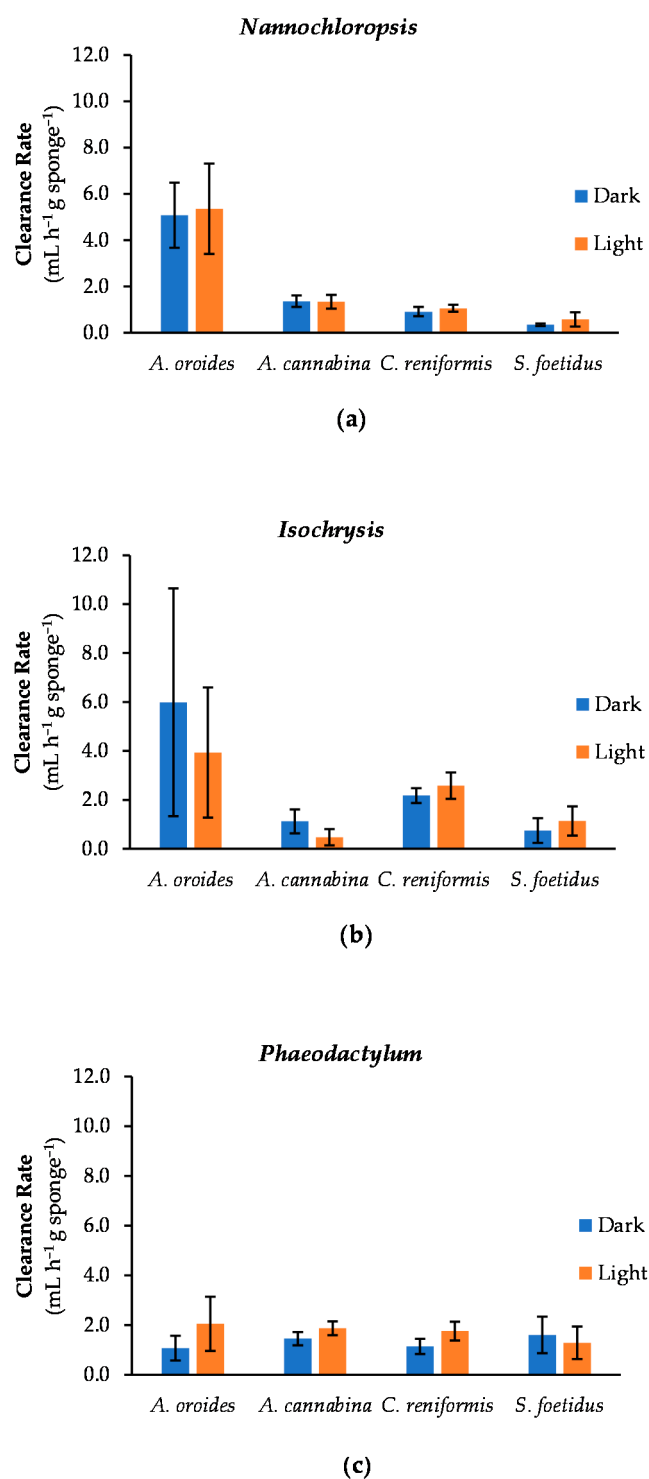 Nannochloropsis
12.0
10.0
8.0
6.0
4.0
2.0
0.0
Clearance Rate
(mL h⁻¹ g sponge⁻¹)
Dark
Light
A. oroides A. cannabina C. reniformis S. foetidus
(a)
Isochrysis
12.0
10.0
8.0
6.0
4.0
2.0
0.0
Clearance Rate
(mL h⁻¹ g sponge⁻¹)
Dark
Light
A. oroides A. cannabina C. reniformis S. foetidus
(b)
Phaeodactylum
12.0
10.0
8.0
6.0
4.0
2.0
0.0
Clearance Rate
(mL h⁻¹ g sponge⁻¹)
Dark
Light
A. oroides A. cannabina C. reniformis S. foetidus
(c)